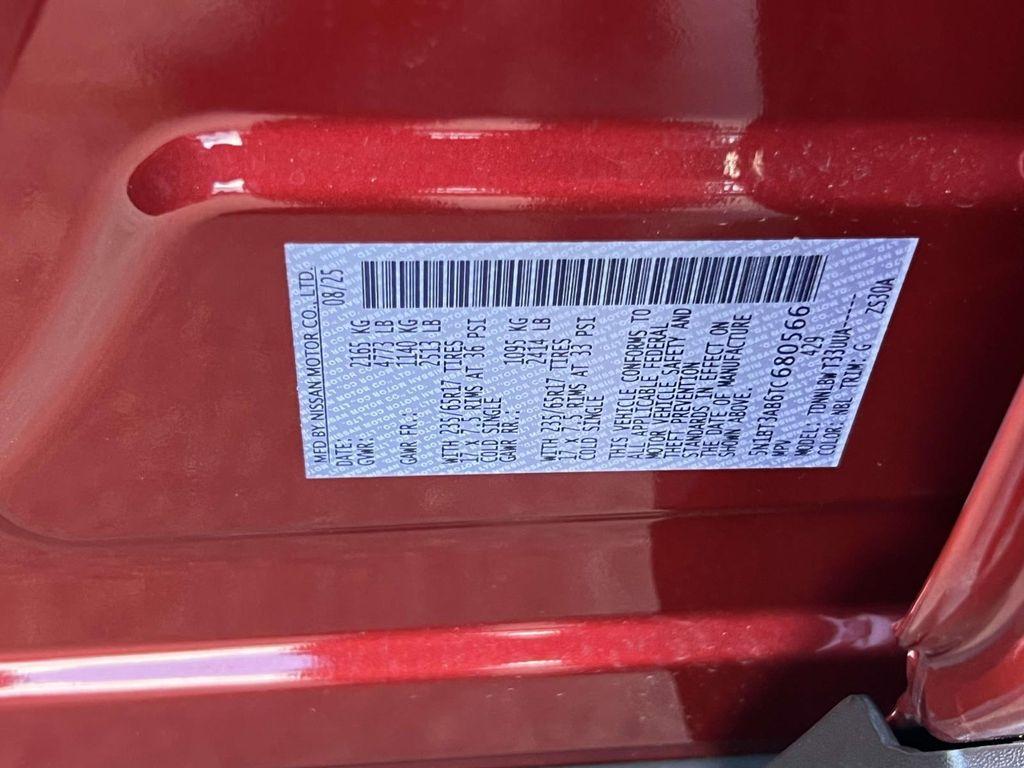 MFD BY NISSAN MOTOR CO.,LTD.
DATE: 08/25
GVWR: 2165 KG
4773 LB
GAWR FR.: 1140 KG
2513 LB
WITH 235/65R17 TIRES
17 X 7.5 RIMS AT 36 PSI
COLD SINGLE
GAWR RR.: 1095 KG
2414 LB
WITH 235/65R17 TIRES
17 X 7.5 RIMS AT 33 PSI
COLD SINGLE
THIS VEHICLE CONFORMS TO
ALL APPLICABLE FEDERAL
MOTOR VEHICLE SAFETY AND
THEFT PREVENTION
STANDARDS IN EFFECT ON
THE DATE OF MANUFACTURE
SHOWN ABOVE.
5N1BT3AB6TC680566
MPV 429
MODEL: TDWNLBWT33UUA-----
COLOR: NBL TRIM: G ZS30A